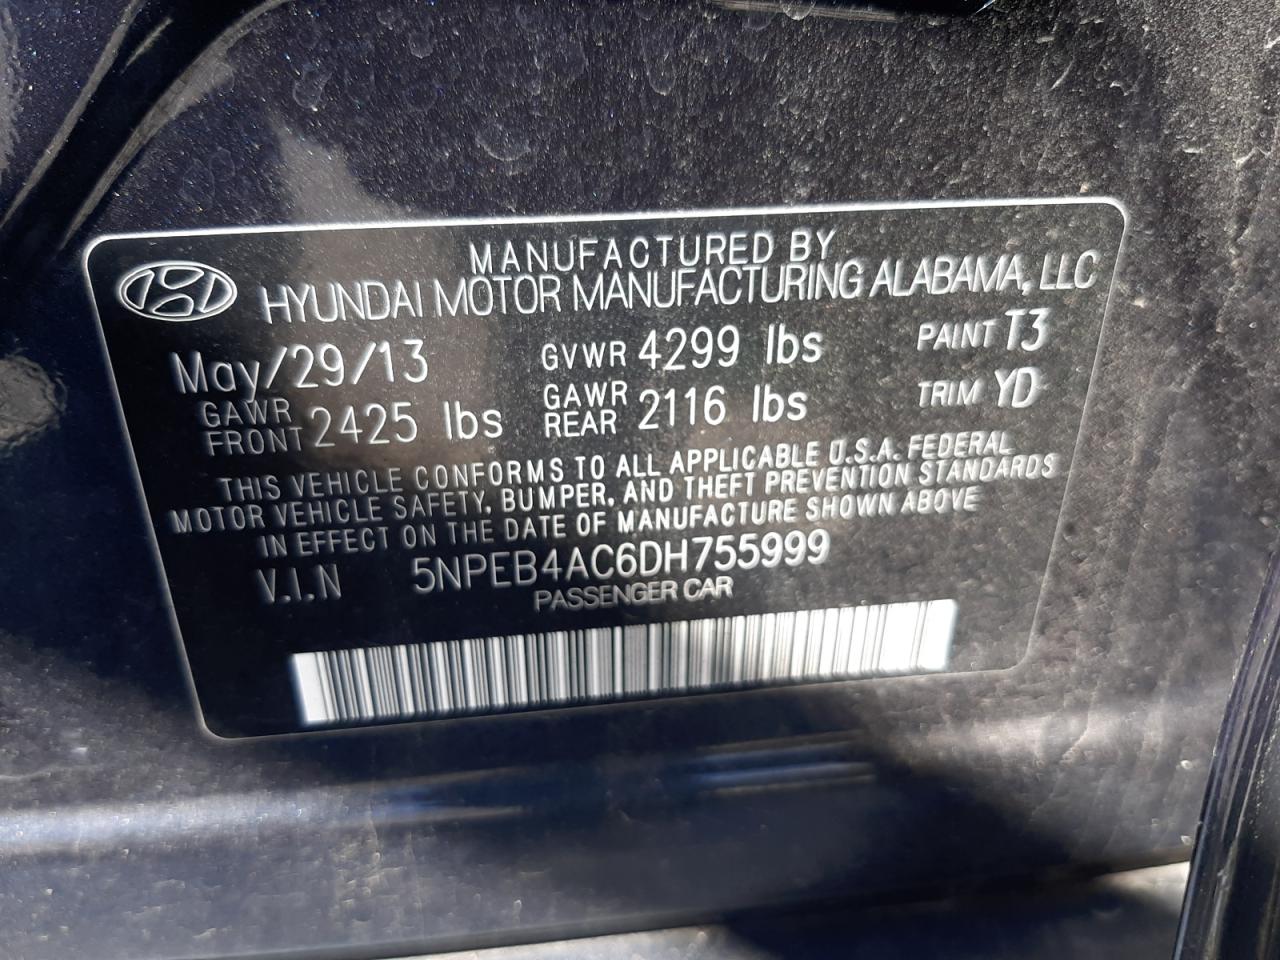 MANUFACTURED BY
HYUNDAI MOTOR MANUFACTURING ALABAMA, LLC
May/29/13 GVWR 4299 lbs PAINT T3
GAWR FRONT 2425 lbs GAWR REAR 2116 lbs TRIM YD
THIS VEHICLE CONFORMS TO ALL APPLICABLE U.S.A. FEDERAL
MOTOR VEHICLE SAFETY, BUMPER, AND THEFT PREVENTION STANDARDS
IN EFFECT ON THE DATE OF MANUFACTURE SHOWN ABOVE
V.I.N 5NPEB4AC6DH755999
PASSENGER CAR